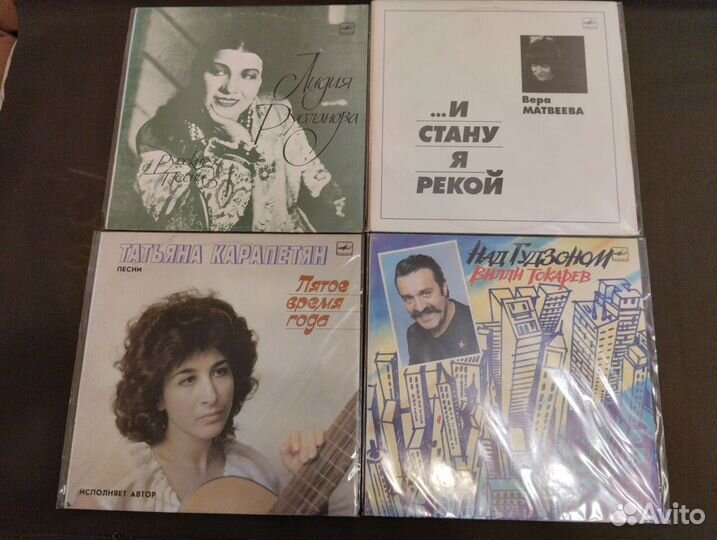 Лидия
Русланова
Русские
Песни
Вера
МАТВЕЕВА
...И
СТАНУ
Я
РЕКОЙ
ТАТЬЯНА КАРАПЕТЯН
ПЕСНИ
Пятое
время
года
ИСПОЛНЯЕТ АВТОР
НАД ГУДЗОНОМ
ВИЛЛИ ТОКАРЕВ
Avito